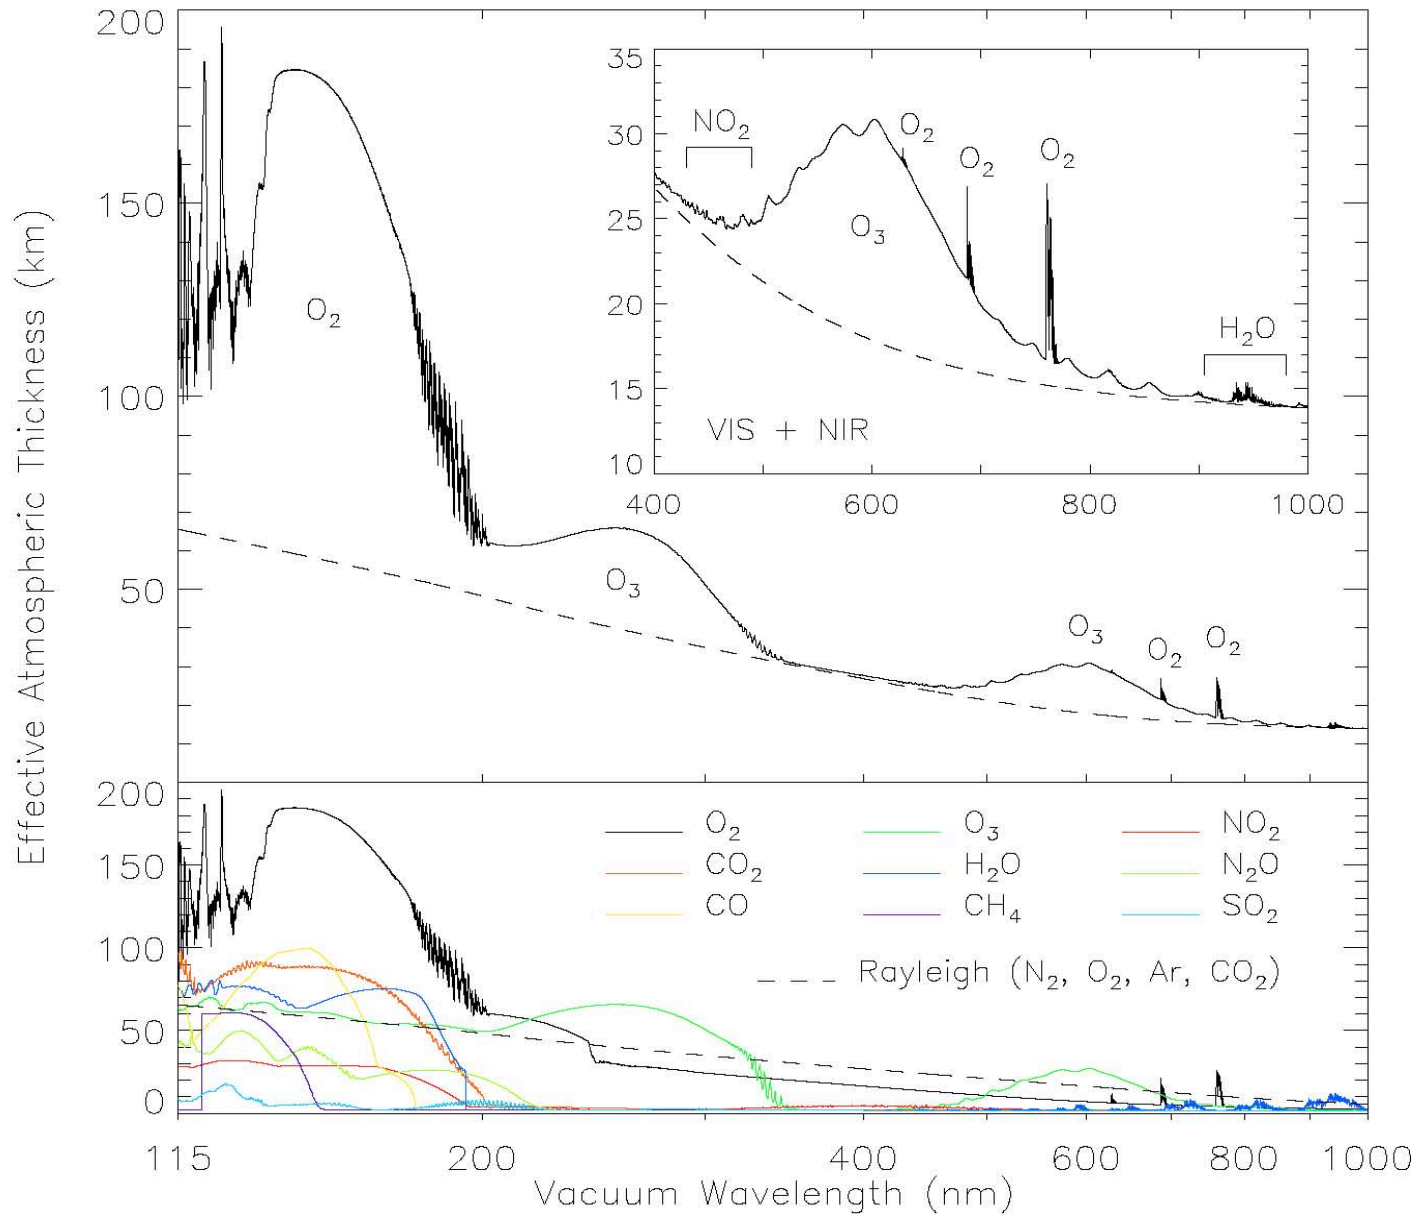 Effective Atmospheric Thickness (km)
200
150
100
50
O₂
O₃
O₃
O₂
O₂
35
30
25
20
15
10
NO₂
O₂
O₂
O₂
O₃
H₂O
VIS + NIR
400 600 800 1000
200
150
100
50
0
O₂ O₃ NO₂
CO₂ H₂O N₂O
CO CH₄ SO₂
Rayleigh (N₂, O₂, Ar, CO₂)
115 200 400 600 800 1000
Vacuum Wavelength (nm)